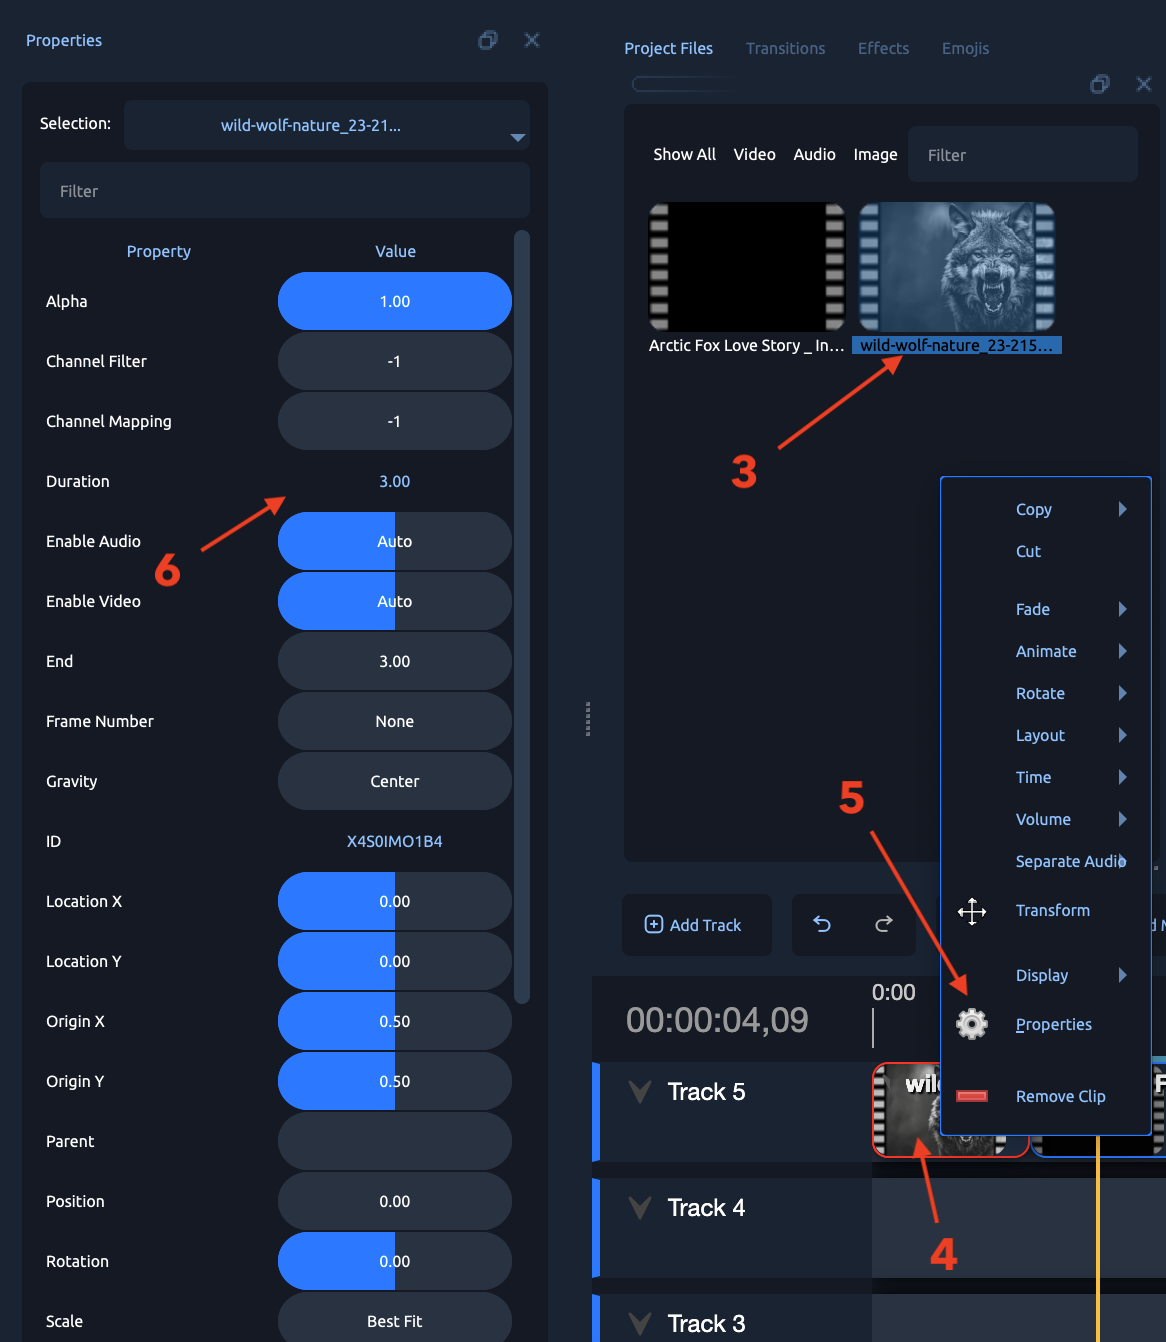 Properties
Selection:
wild-wolf-nature_23-21...
Filter
Property Value
Alpha 1.00
Channel Filter -1
Channel Mapping -1
Duration 3.00
6
Enable Audio Auto
Enable Video Auto
End 3.00
Frame Number None
Gravity Center
ID X4S0IMO1B4
Location X 0.00
Location Y 0.00
Origin X 0.50
Origin Y 0.50
Parent
Position 0.00
Rotation 0.00
Scale Best Fit
Project Files Transitions Effects Emojis
Show All Video Audio Image Filter
Arctic Fox Love Story _ In...
wild-wolf-nature_23-215...
3
Copy
Cut
Fade
Animate
Rotate
Layout
Time
Volume
Separate Audio
Transform
Display
Properties
Remove Clip
5
Add Track
00:00:04,09
0:00
Track 5
wil
F
Track 4
4
Track 3